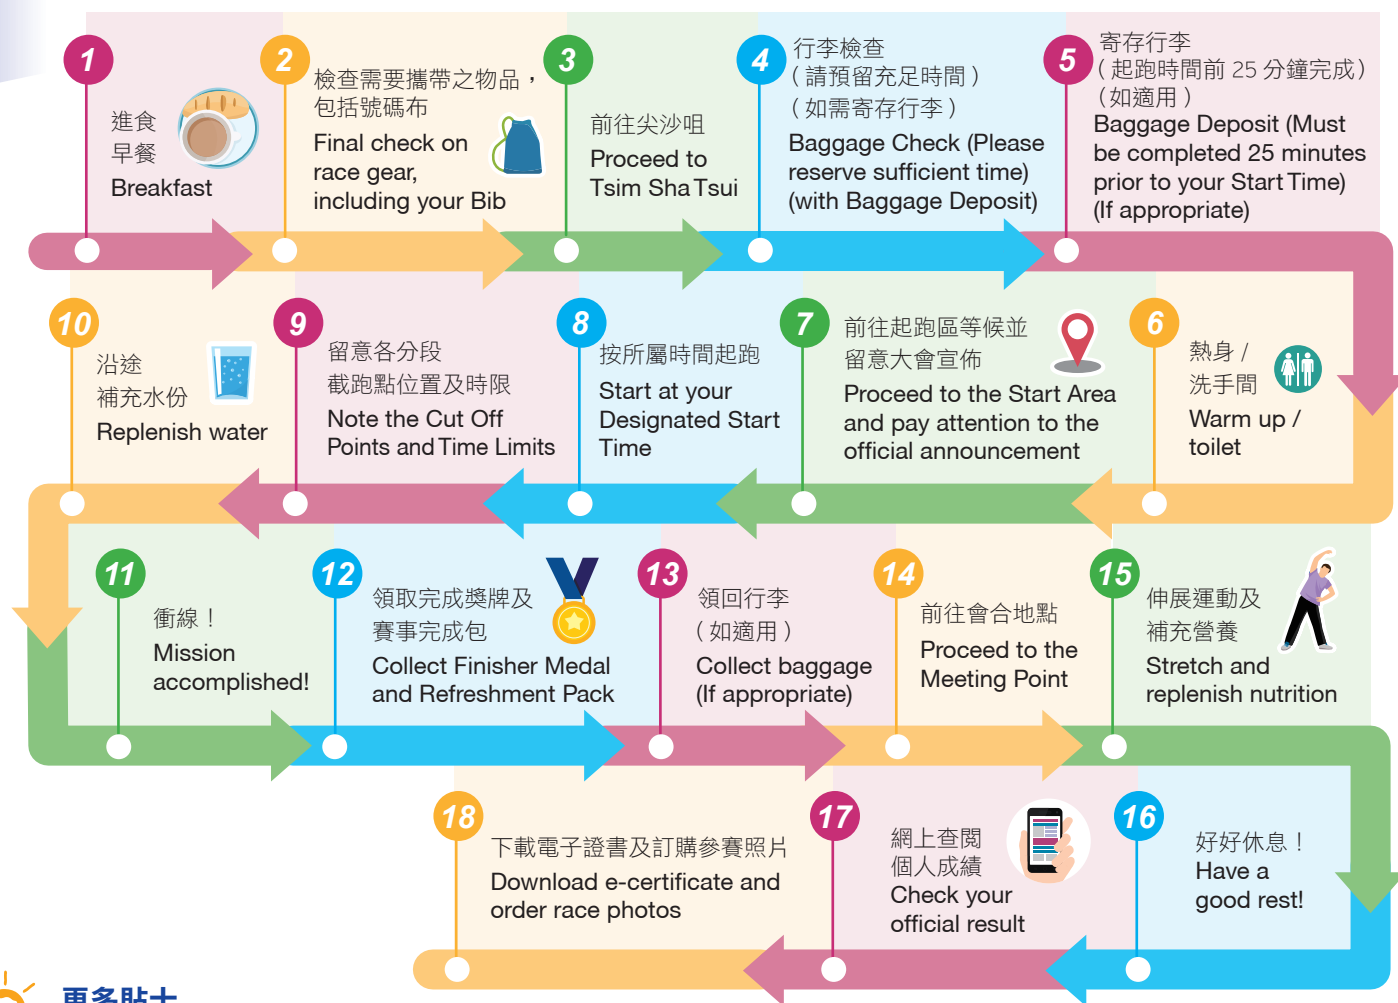 1
進食
早餐
Breakfast
2
檢查需要攜帶之物品，
包括號碼布
Final check on
race gear,
including your Bib
3
前往尖沙咀
Proceed to
Tsim Sha Tsui
4
行李檢查
（請預留充足時間）
（如需寄存行李）
Baggage Check (Please
reserve sufficient time)
(with Baggage Deposit)
5
寄存行李
（起跑時間前 25 分鐘完成）
（如適用）
Baggage Deposit (Must
be completed 25 minutes
prior to your Start Time)
(If appropriate)
6
熱身 /
洗手間
Warm up /
toilet
7
前往起跑區等候並
留意大會宣佈
Proceed to the Start Area
and pay attention to the
official announcement
8
按所屬時間起跑
Start at your
Designated Start
Time
9
留意各分段
截跑點位置及時限
Note the Cut Off
Points and Time Limits
10
沿途
補充水份
Replenish water
11
衝線！
Mission
accomplished!
12
領取完成獎牌及
賽事完成包
Collect Finisher Medal
and Refreshment Pack
13
領回行李
（如適用）
Collect baggage
(If appropriate)
14
前往會合地點
Proceed to the
Meeting Point
15
伸展運動及
補充營養
Stretch and
replenish nutrition
16
好好休息！
Have a
good rest!
17
網上查閱
個人成績
Check your
official result
18
下載電子證書及訂購參賽照片
Download e-certificate and
order race photos
更多貼士